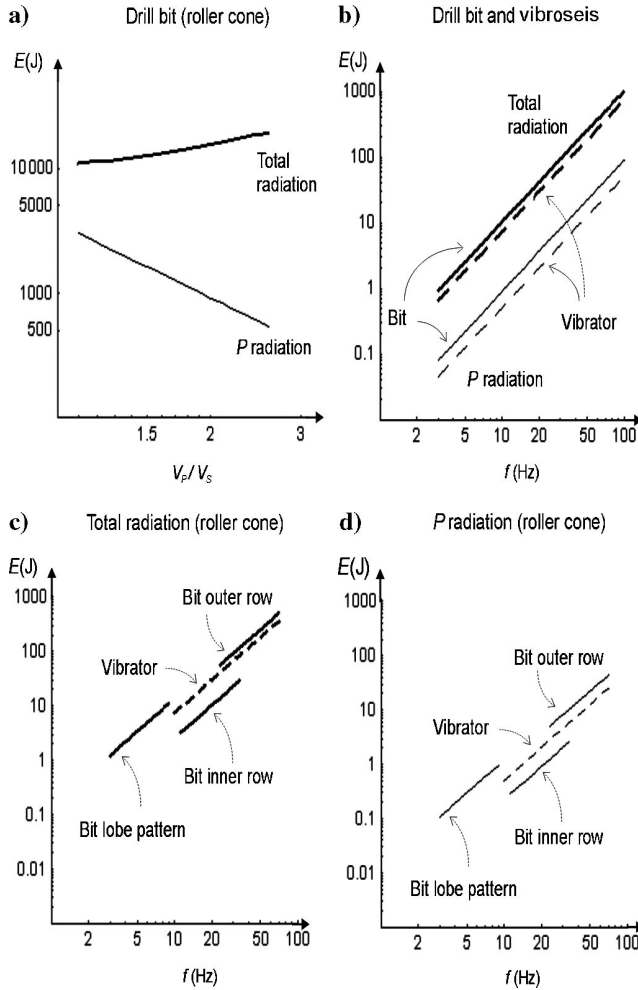 a)
Drill bit (roller cone)
E(J)
10000
5000
1000
500
Total
radiation
P radiation
1.5
2
3
VP/VS
b)
Drill bit and vibroseis
E(J)
1000
100
10
1
0.1
Total
radiation
Bit
Vibrator
P radiation
2
5
10
20
50
100
f (Hz)
c)
Total radiation (roller cone)
E(J)
1000
100
10
1
0.1
0.01
Bit outer row
Vibrator
Bit inner row
Bit lobe pattern
2
5
10
20
50
100
f (Hz)
d)
P radiation (roller cone)
E(J)
1000
100
10
1
0.1
0.01
Bit outer row
Vibrator
Bit inner row
Bit lobe pattern
2
5
10
20
50
100
f (Hz)